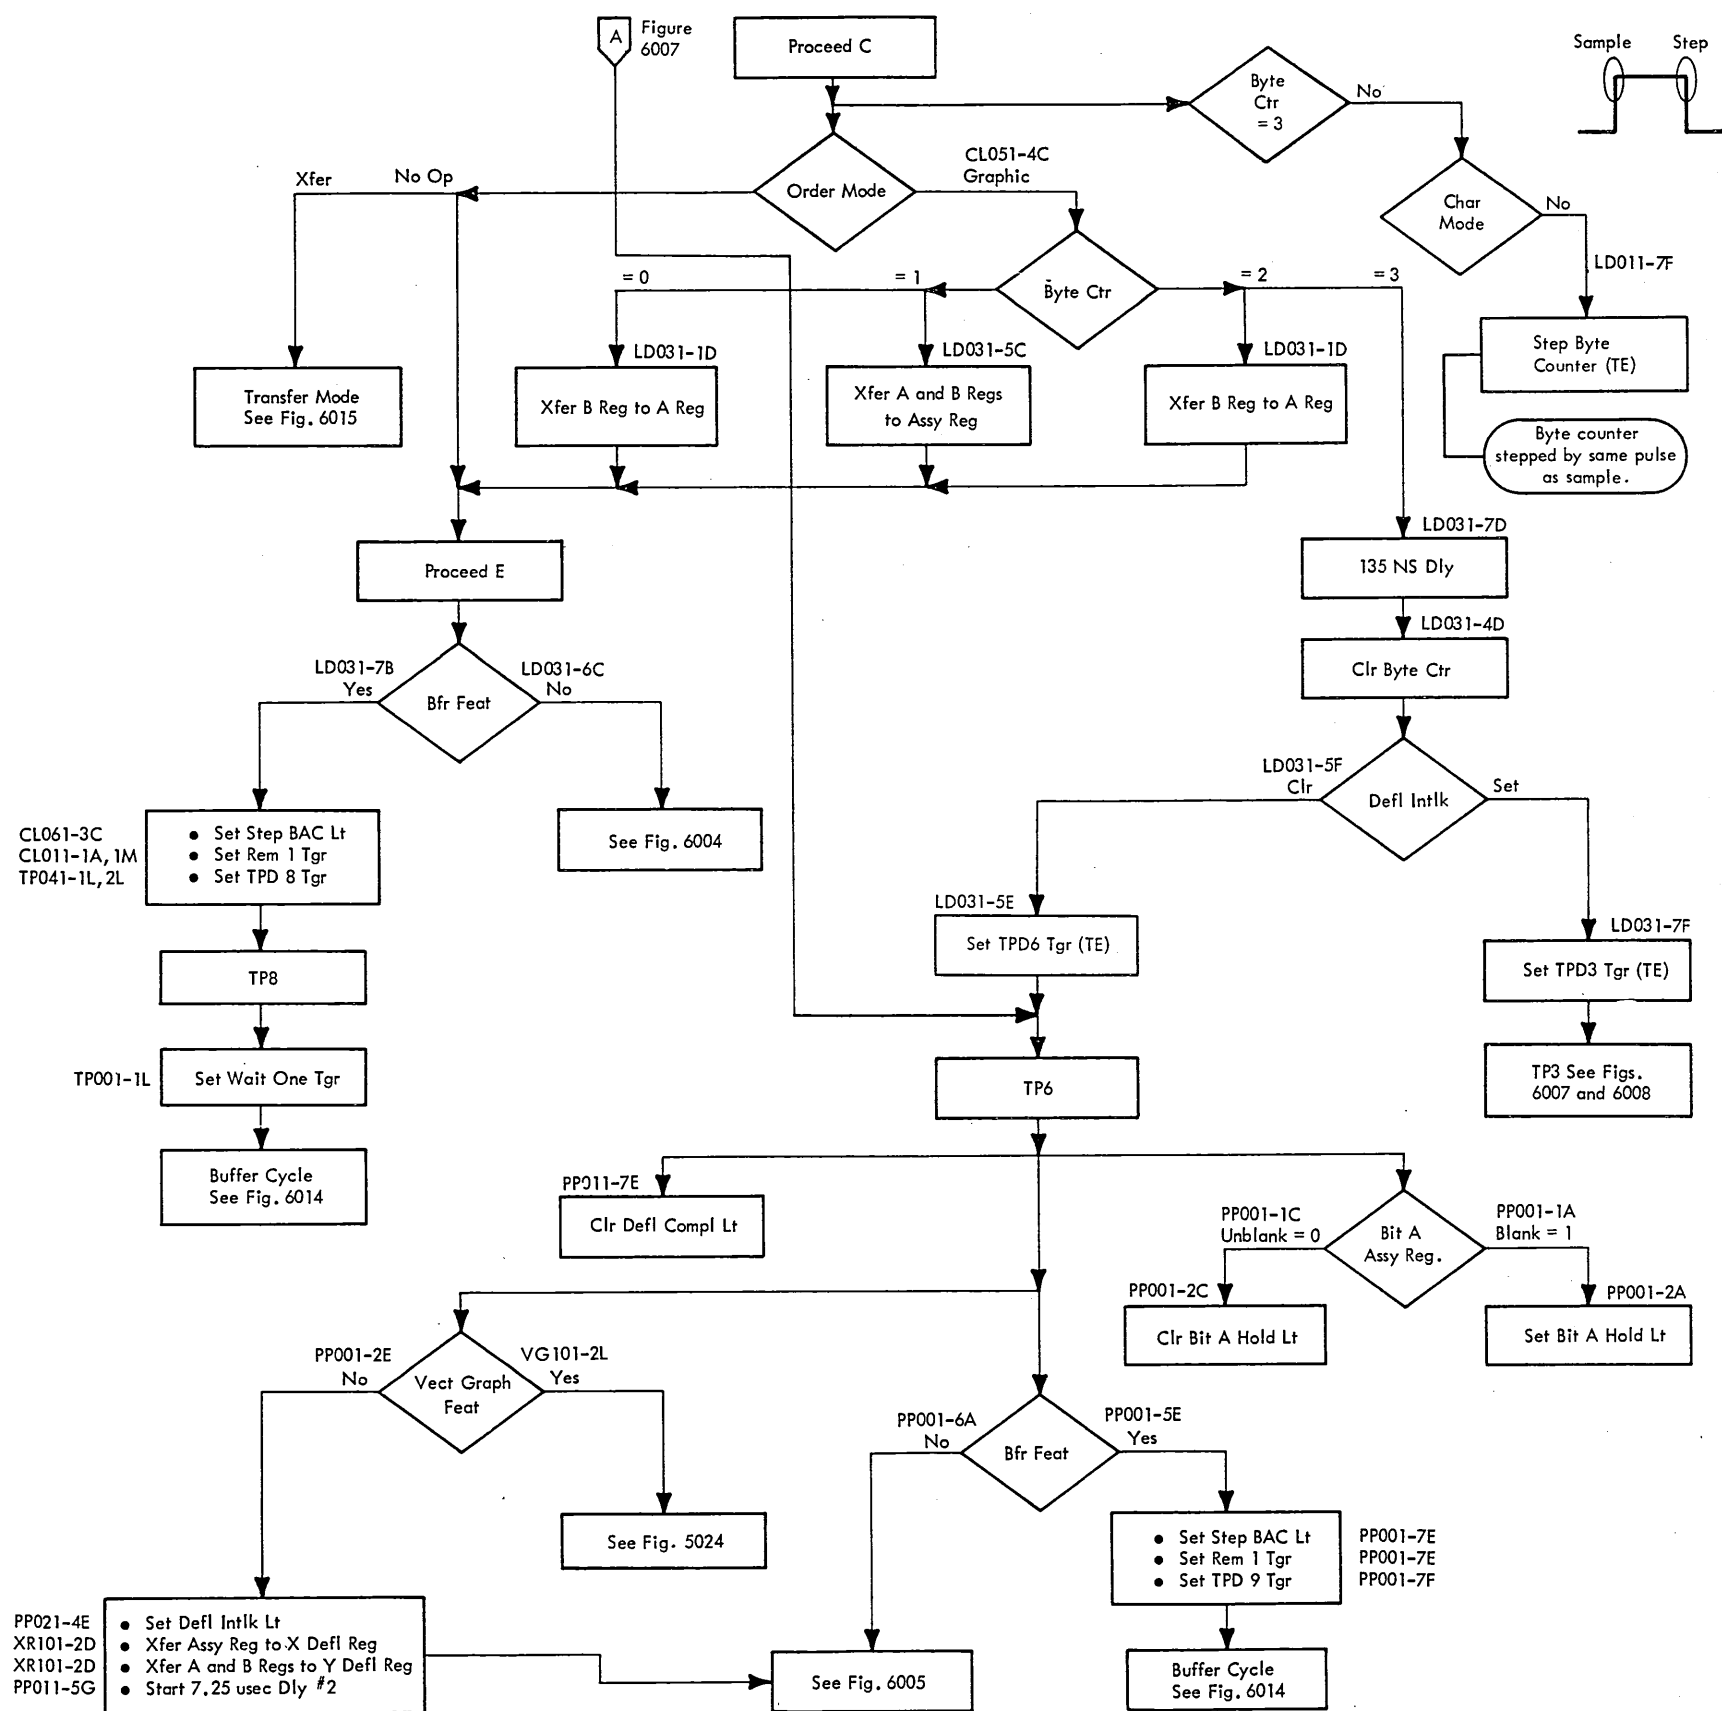 A
Figure
6007
Proceed C
Sample
Step
Byte
Ctr
= 3
No
CL051-4C
Graphic
Xfer
No Op
Order Mode
Char
Mode
No
LD011-7F
= 0
= 1
Byte Ctr
= 2
= 3
LD031-1D
LD031-5C
LD031-1D
Step Byte
Counter (TE)
Transfer Mode
See Fig. 6015
Xfer B Reg to A Reg
Xfer A and B Regs
to Assy Reg
Xfer B Reg to A Reg
Byte counter
stepped by same pulse
as sample.
LD031-7D
135 NS Dly
Proceed E
LD031-4D
Clr Byte Ctr
LD031-7B
Yes
LD031-6C
No
Bfr Feat
LD031-5F
Clr
Defl Intlk
Set
CL061-3C
CL011-1A, 1M
TP041-1L, 2L
• Set Step BAC Lt
• Set Rem 1 Tgr
• Set TPD 8 Tgr
See Fig. 6004
LD031-5E
Set TPD6 Tgr (TE)
LD031-7F
Set TPD3 Tgr (TE)
TP8
TP001-1L
Set Wait One Tgr
TP6
TP3 See Figs.
6007 and 6008
Buffer Cycle
See Fig. 6014
PP011-7E
Clr Defl Compl Lt
PP001-1C
Unblank = 0
Bit A
Assy Reg.
PP001-1A
Blank = 1
PP001-2C
Clr Bit A Hold Lt
PP001-2A
Set Bit A Hold Lt
PP001-2E
No
Vect Graph
Feat
VG101-2L
Yes
PP001-6A
No
Bfr Feat
PP001-5E
Yes
See Fig. 5024
• Set Step BAC Lt
• Set Rem 1 Tgr
• Set TPD 9 Tgr
PP001-7E
PP001-7E
PP001-7F
PP021-4E
XR101-2D
XR101-2D
PP011-5G
• Set Defl Intlk Lt
• Xfer Assy Reg to X Defl Reg
• Xfer A and B Regs to Y Defl Reg
• Start 7.25 usec Dly #2
See Fig. 6005
Buffer Cycle
See Fig. 6014